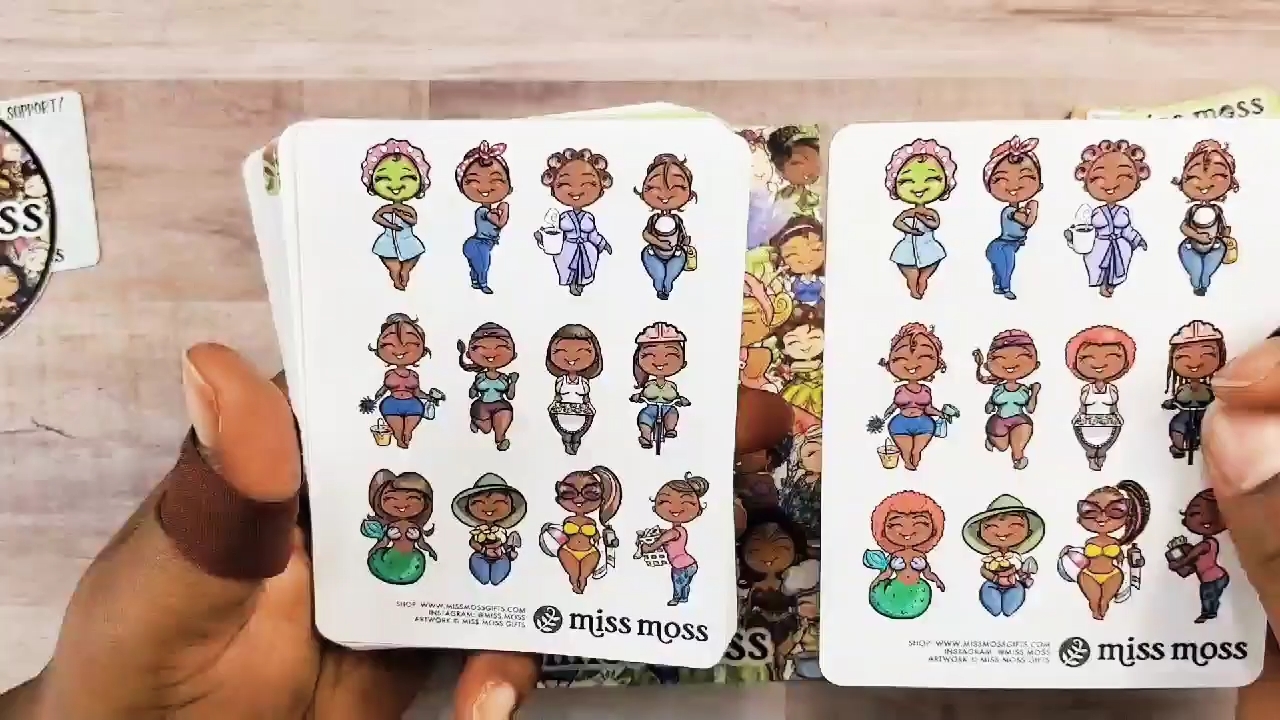 SUPPORT!
SS
miss moss
SHOP: WWW.MISSMOSSGIFTS.COM
INSTAGRAM: @MISS.MOSS
ARTWORK © MISS MOSS GIFTS
miss moss
SS
SHOP: WWW.MISSMOSSGIFTS.COM
INSTAGRAM: @MISS.MOSS
ARTWORK © MISS MOSS GIFTS
miss moss